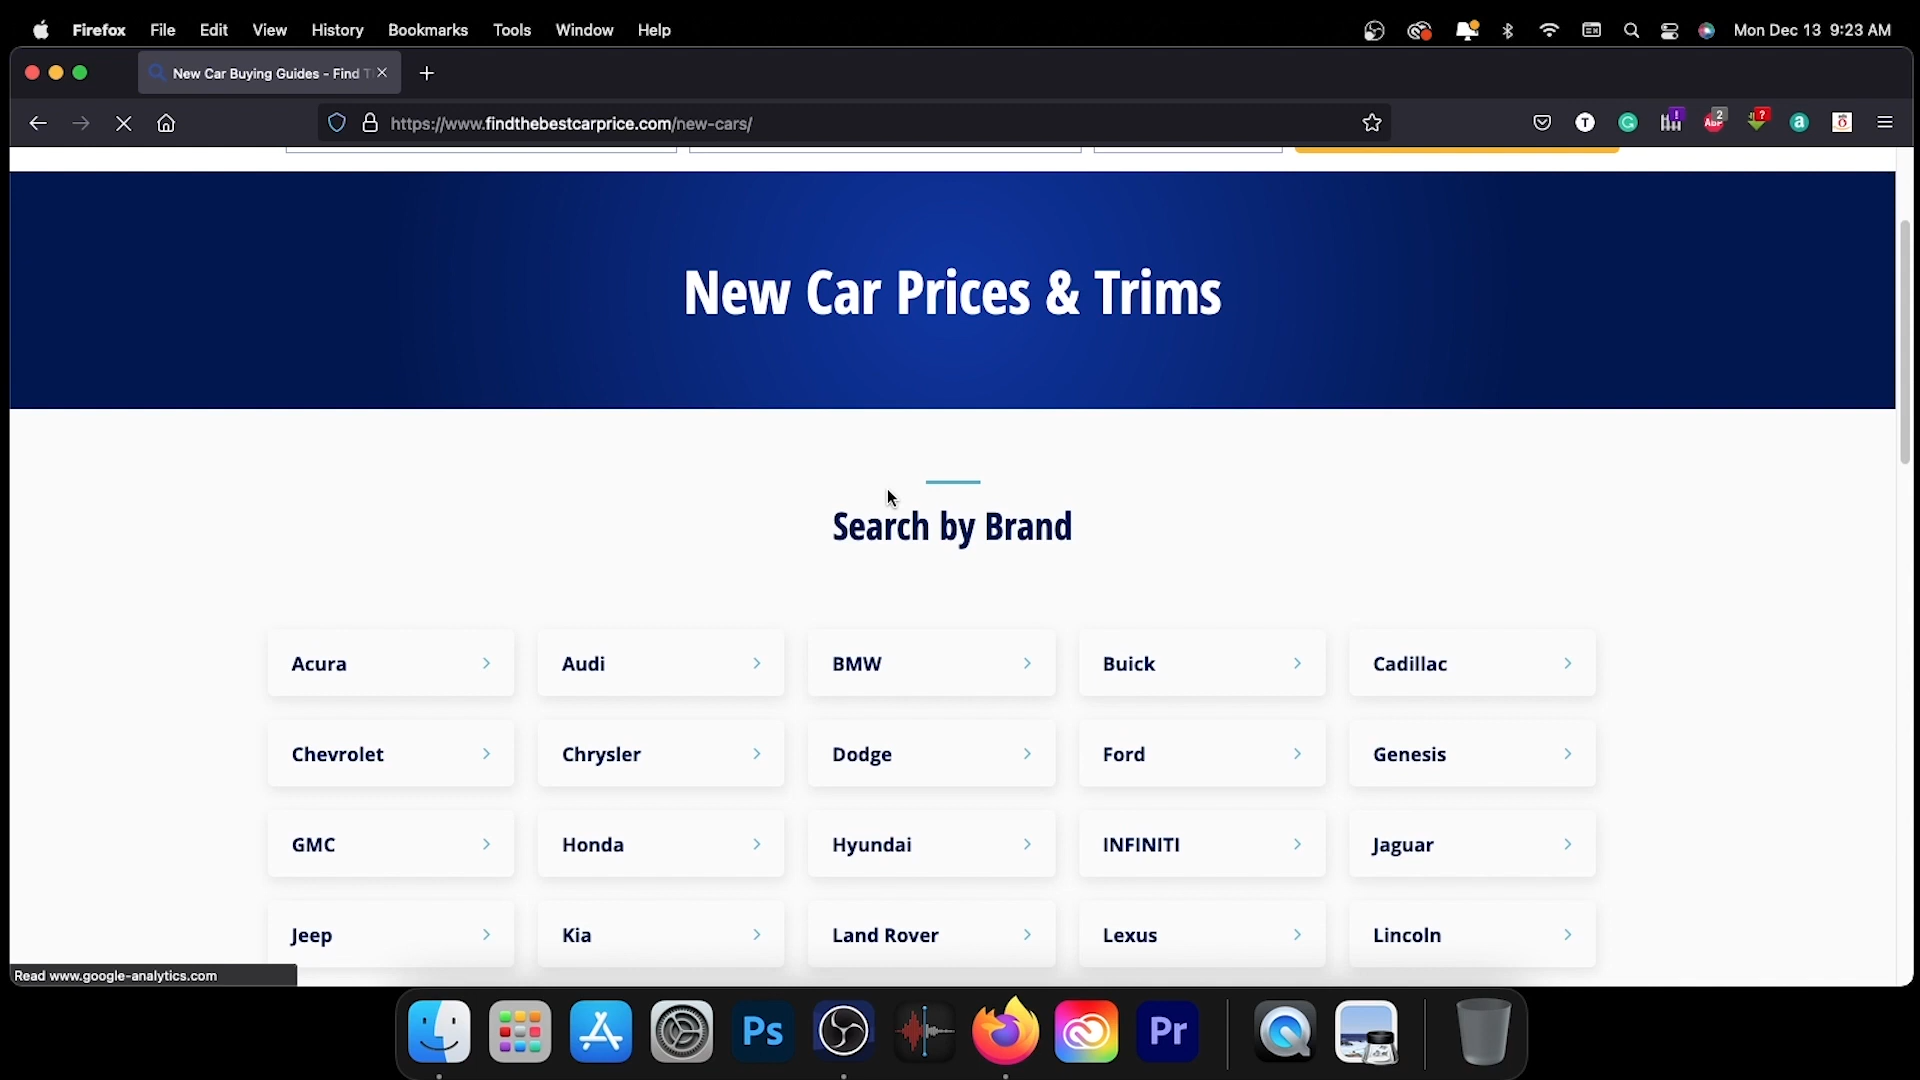 Firefox File Edit View History Bookmarks Tools Window Help Mon Dec 13 9:23 AM
New Car Buying Guides - Find T
https://www.findthebestcarprice.com/new-cars/
T G ! ABP 2 ? a
New Car Prices & Trims
Search by Brand
Acura Audi BMW Buick Cadillac
Chevrolet Chrysler Dodge Ford Genesis
GMC Honda Hyundai INFINITI Jaguar
Jeep Kia Land Rover Lexus Lincoln
Read www.google-analytics.com
Ps Pr